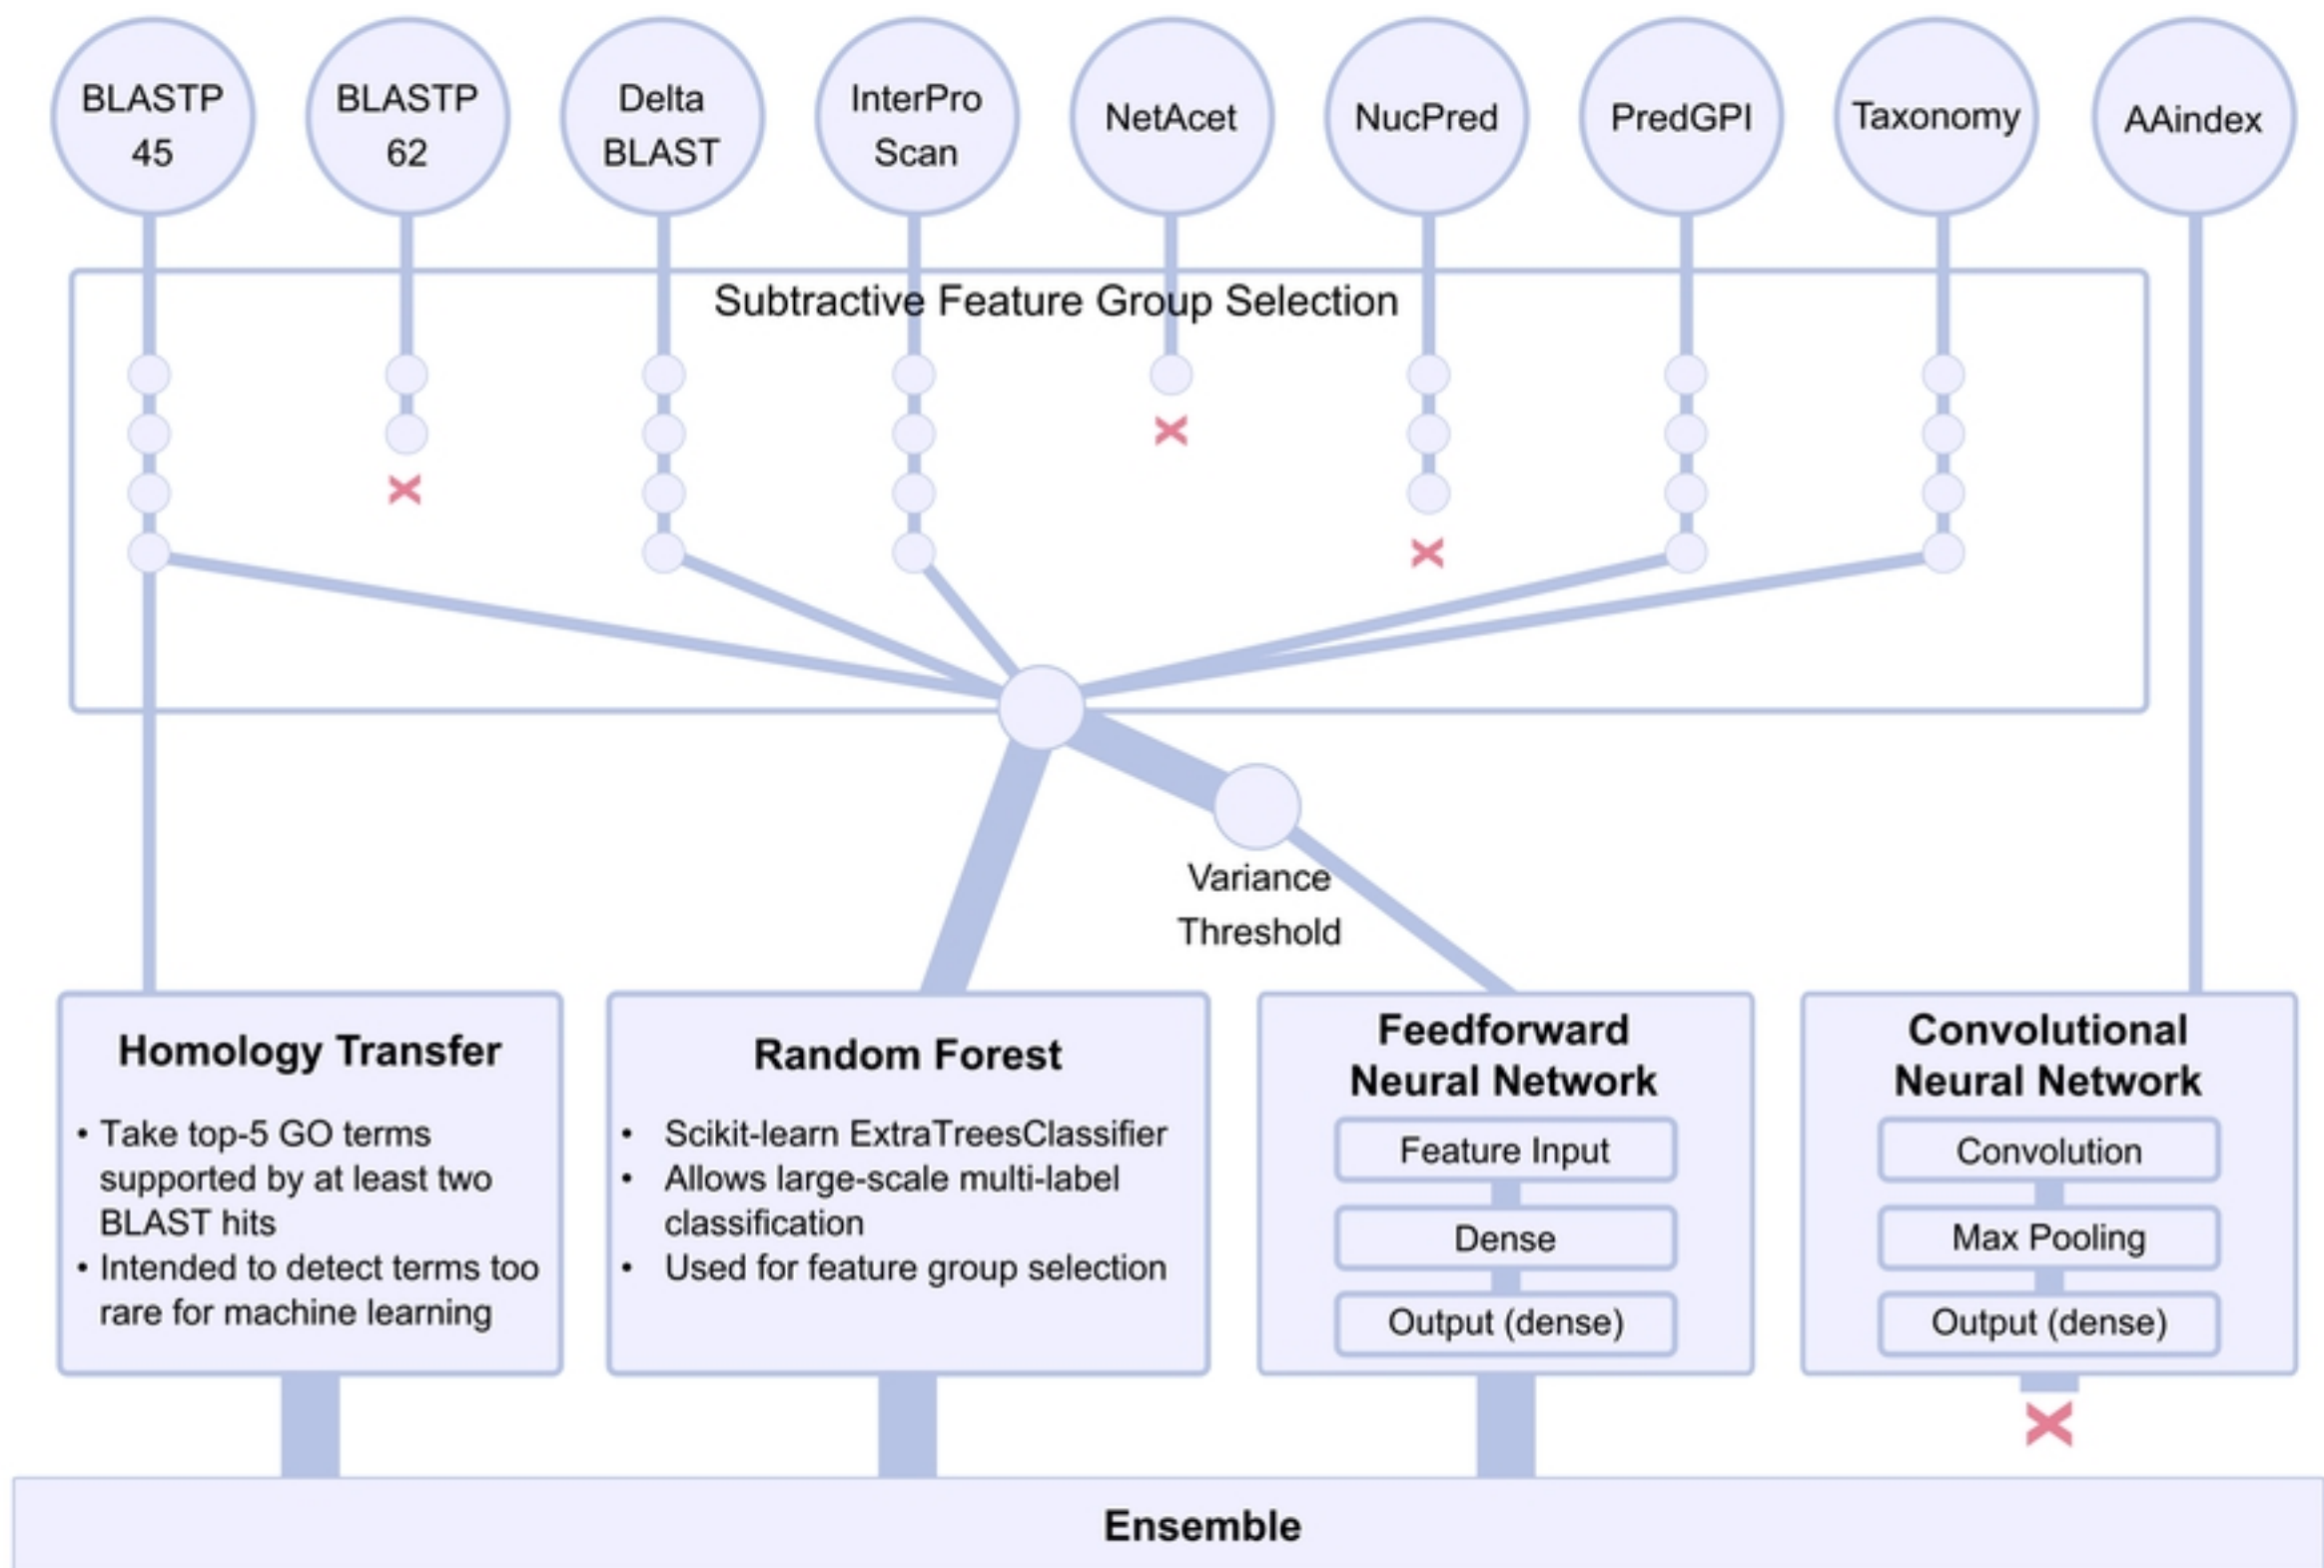 BLASTP
45
BLASTP
62
Delta
BLAST
InterPro
Scan
NetAcet
NucPred
PredGPI
Taxonomy
AAindex
Subtractive Feature Group Selection
Variance
Threshold
Homology Transfer
• Take top-5 GO terms
supported by at least two
BLAST hits
• Intended to detect terms too
rare for machine learning
Random Forest
• Scikit-learn ExtraTreesClassifier
• Allows large-scale multi-label
classification
• Used for feature group selection
Feedforward
Neural Network
Feature Input
Dense
Output (dense)
Convolutional
Neural Network
Convolution
Max Pooling
Output (dense)
Ensemble